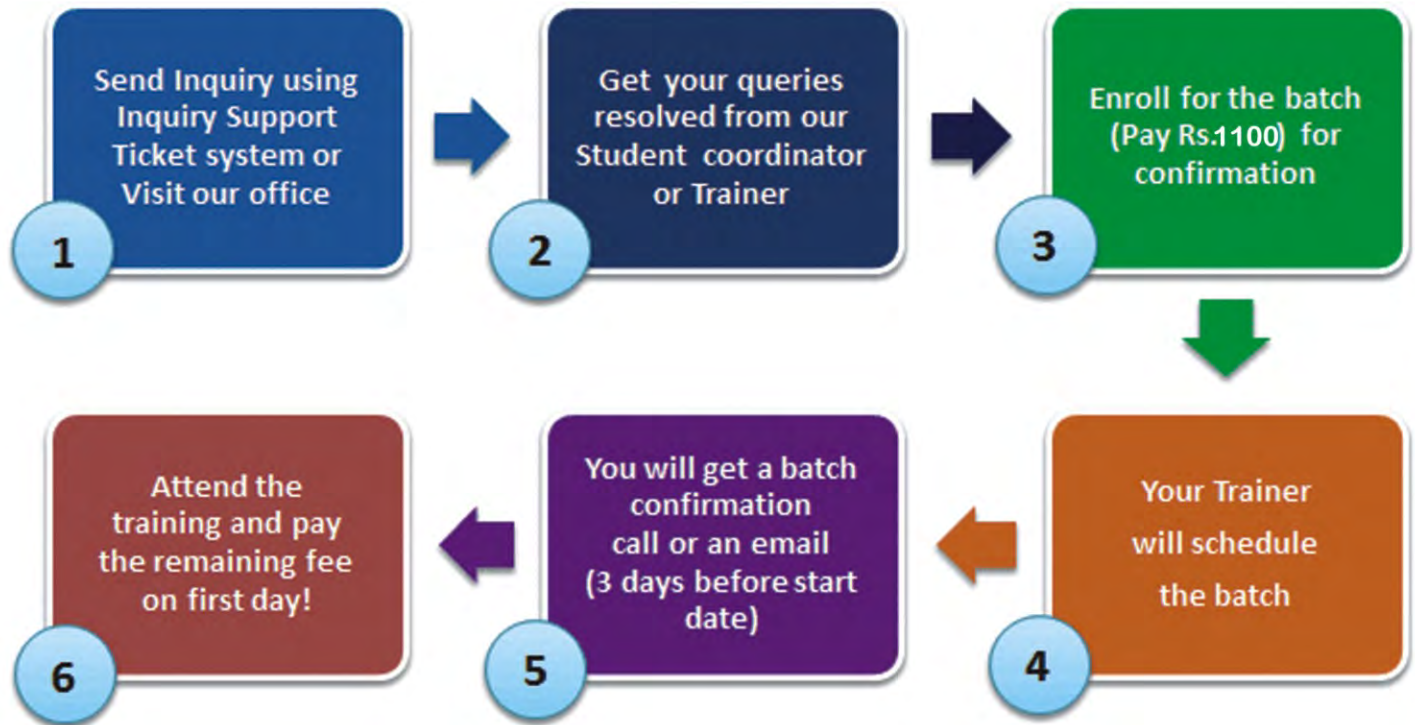 Send Inquiry using
Inquiry Support
Ticket system or
Visit our office
1
Get your queries
resolved from our
Student coordinator
or Trainer
2
Enroll for the batch
(Pay Rs.1100) for
confirmation
3
Your Trainer
will schedule
the batch
4
You will get a batch
confirmation
call or an email
(3 days before start
date)
5
Attend the
training and pay
the remaining fee
on first day!
6